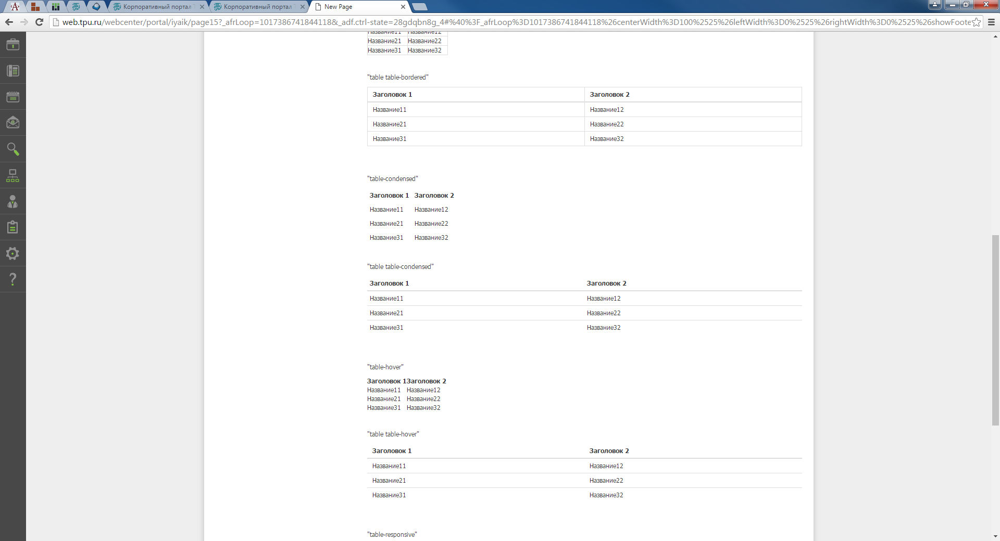 Корпоративный портал Т
Корпоративный портал Т
New Page
web.tpu.ru/webcenter/portal/iyaik/page15?_afrLoop=1017386741844118&_adf.ctrl-state=28gdqbn8g_4#%40%3F_afrLoop%3D1017386741844118%26centerWidth%3D100%2525%26leftWidth%3D0%2525%26rightWidth%3D0%2525%26showFoote
Название11 Название12
Название21 Название22
Название31 Название32
"table table-bordered"
Заголовок 1 Заголовок 2
Название11 Название12
Название21 Название22
Название31 Название32
"table-condensed"
Заголовок 1 Заголовок 2
Название11 Название12
Название21 Название22
Название31 Название32
"table table-condensed"
Заголовок 1 Заголовок 2
Название11 Название12
Название21 Название22
Название31 Название32
"table-hover"
Заголовок 1Заголовок 2
Название11 Название12
Название21 Название22
Название31 Название32
"table table-hover"
Заголовок 1 Заголовок 2
Название11 Название12
Название21 Название22
Название31 Название32
"table-responsive"